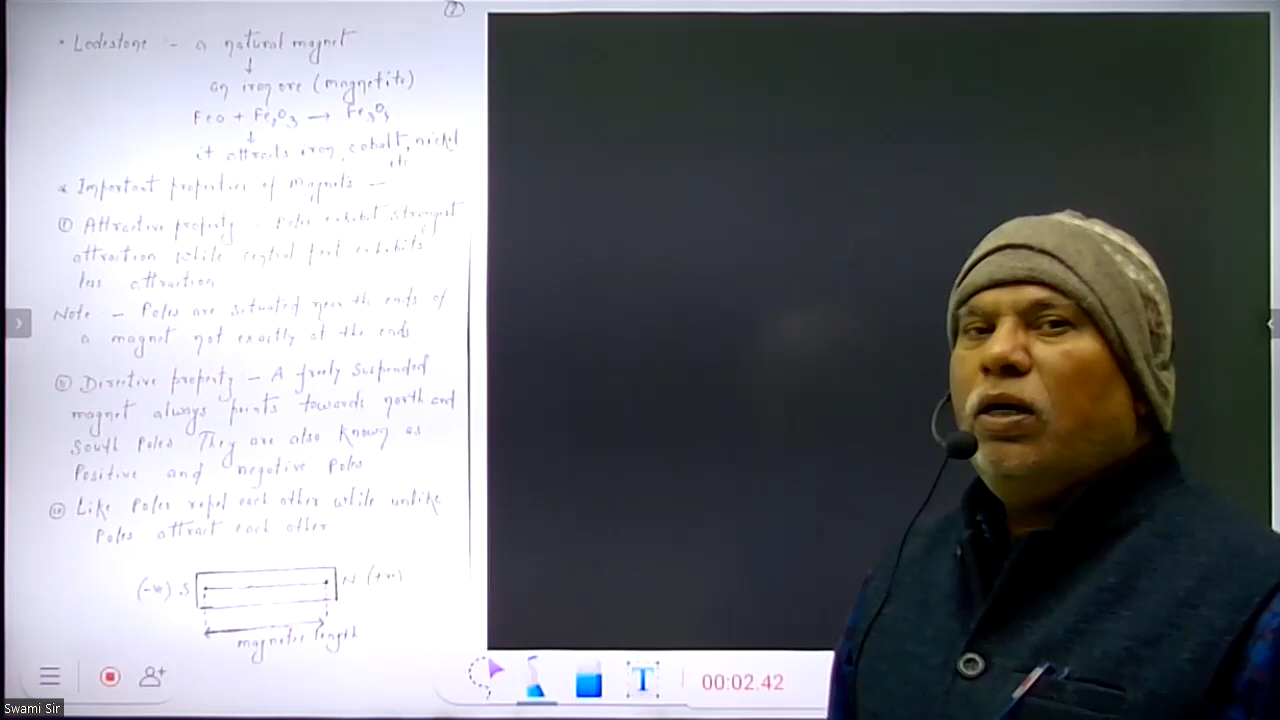 7
• Lodestone - a natural magnet
↓
an iron ore (magnetite)
FeO + Fe₂O₃ → Fe₃O₄
↓
it attracts iron, cobalt, nickel
etc
* Important properties of Magnets -
(i) Attractive property - Poles exhibit strongest
attraction while central part exhibits
less attraction
Note - Poles are situated near the ends of
a magnet not exactly at the ends
(ii) Directive property - A freely suspended
magnet always points towards north and
South Poles They are also known as
Positive and negative Poles
(iii) Like Poles repel each other while unlike
Poles attract each other
(-ve) S N (+ve)
magnetic length
T
00:02.42
Swami Sir